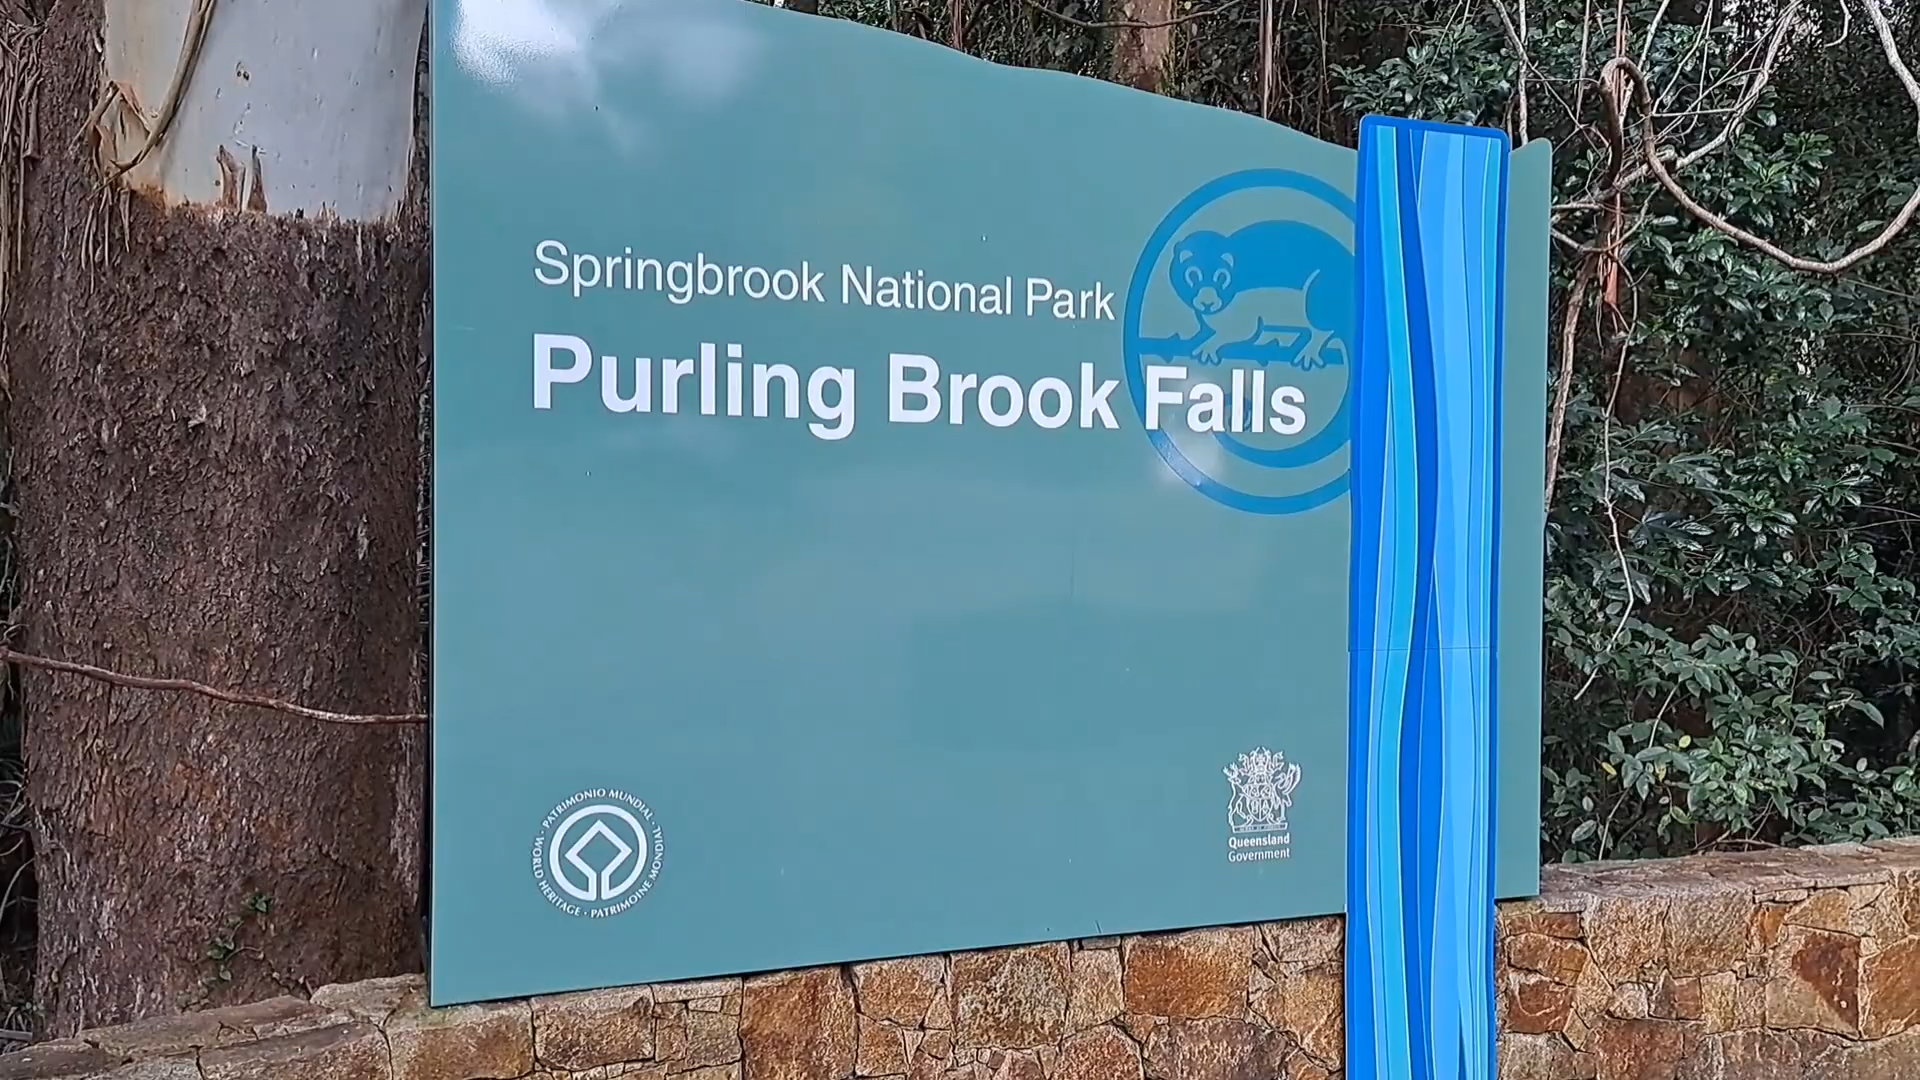 Springbrook National Park
Purling Brook Falls
PATRIMONIO MUNDIAL · WORLD HERITAGE · PATRIMOINE MONDIAL ·
Queensland
Government